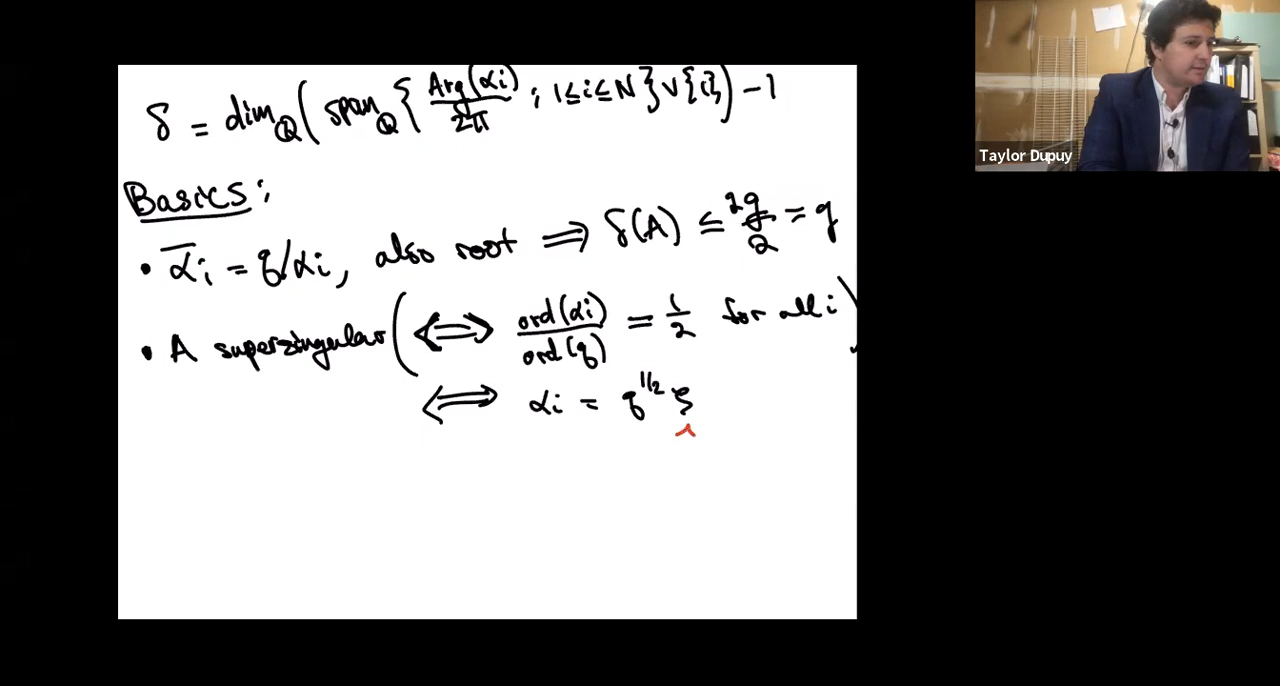 δ = dim_ℚ( span_ℚ { Arg(αi)/2π ; 1≤i≤N } ∪ {1} ) - 1
Basics:
• ᾱi = q/αi, also root ⟹ δ(A) ≤ 2g/2 = g
• A supersingular ( ⟺ ord(αi)/ord(q) = 1/2 for all i )
⟺ αi = q^{1/2} ξ
Taylor Dupuy